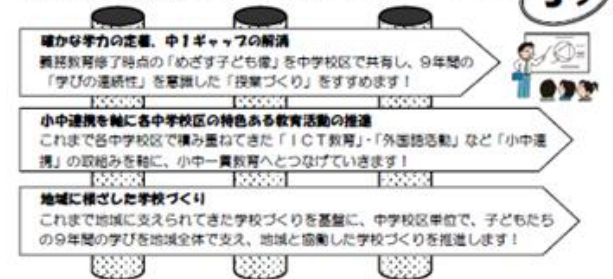 確かな学力の定着、中1ギャップの解消
義務教育修了時点の「めざす子ども像」を中学校区で共有し、9年間の
「学びの連続性」を意識した「授業づくり」をすすめます！
小中連携を軸に各中学校区の特色ある教育活動の推進
これまで各中学校区で積み重ねてきた「ＩＣＴ教育」・「外国語活動」など「小中連
携」の取組みを軸に、小中一貫教育へとつなげていきます！
地域に根ざした学校づくり
これまで地域に支えられてきた学校づくりを基盤に、中学校区単位で、子どもたち
の9年間の学びを地域全体で支え、地域と協働した学校づくりを推進します！